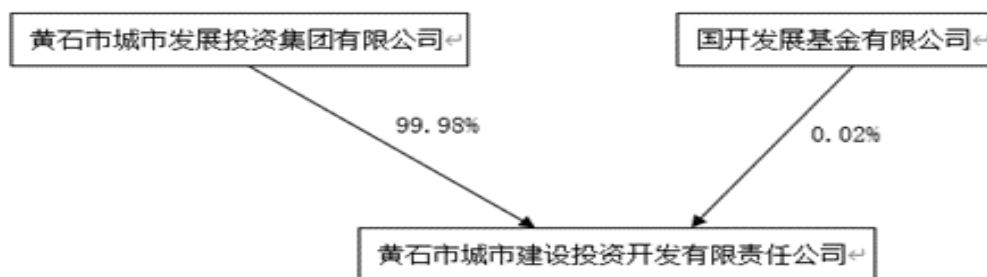 黄石市城市发展投资集团有限公司
国开发展基金有限公司
99.98%
0.02%
黄石市城市建设投资开发有限责任公司